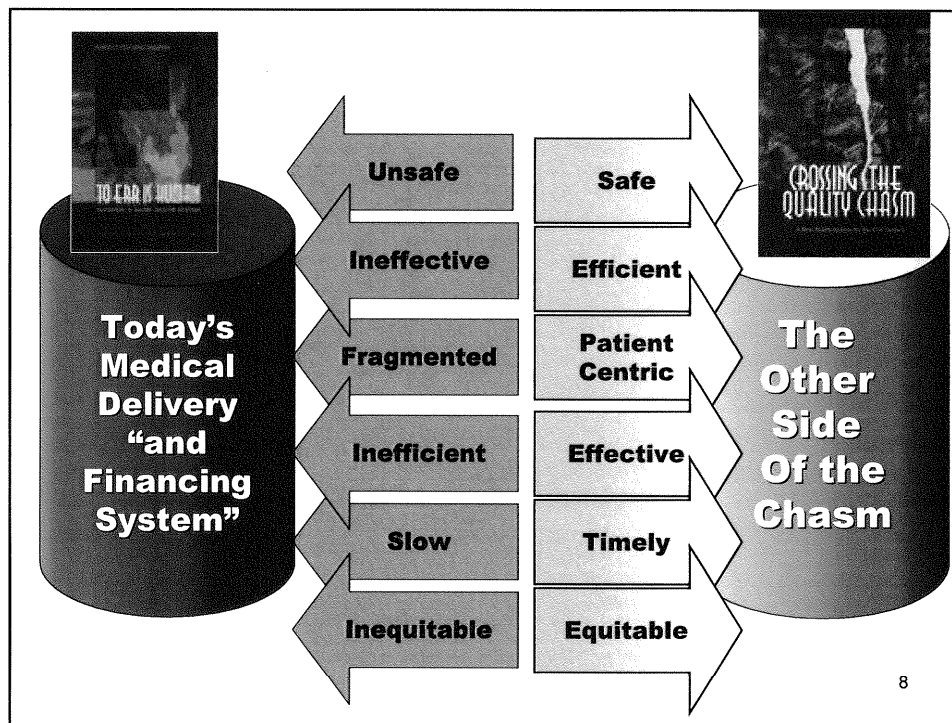 TO ERR IS HUMAN
CROSSING THE
QUALITY CHASM
Today's
Medical
Delivery
“and
Financing
System”
Unsafe
Ineffective
Fragmented
Inefficient
Slow
Inequitable
Safe
Efficient
Patient
Centric
Effective
Timely
Equitable
The
Other
Side
Of the
Chasm
8